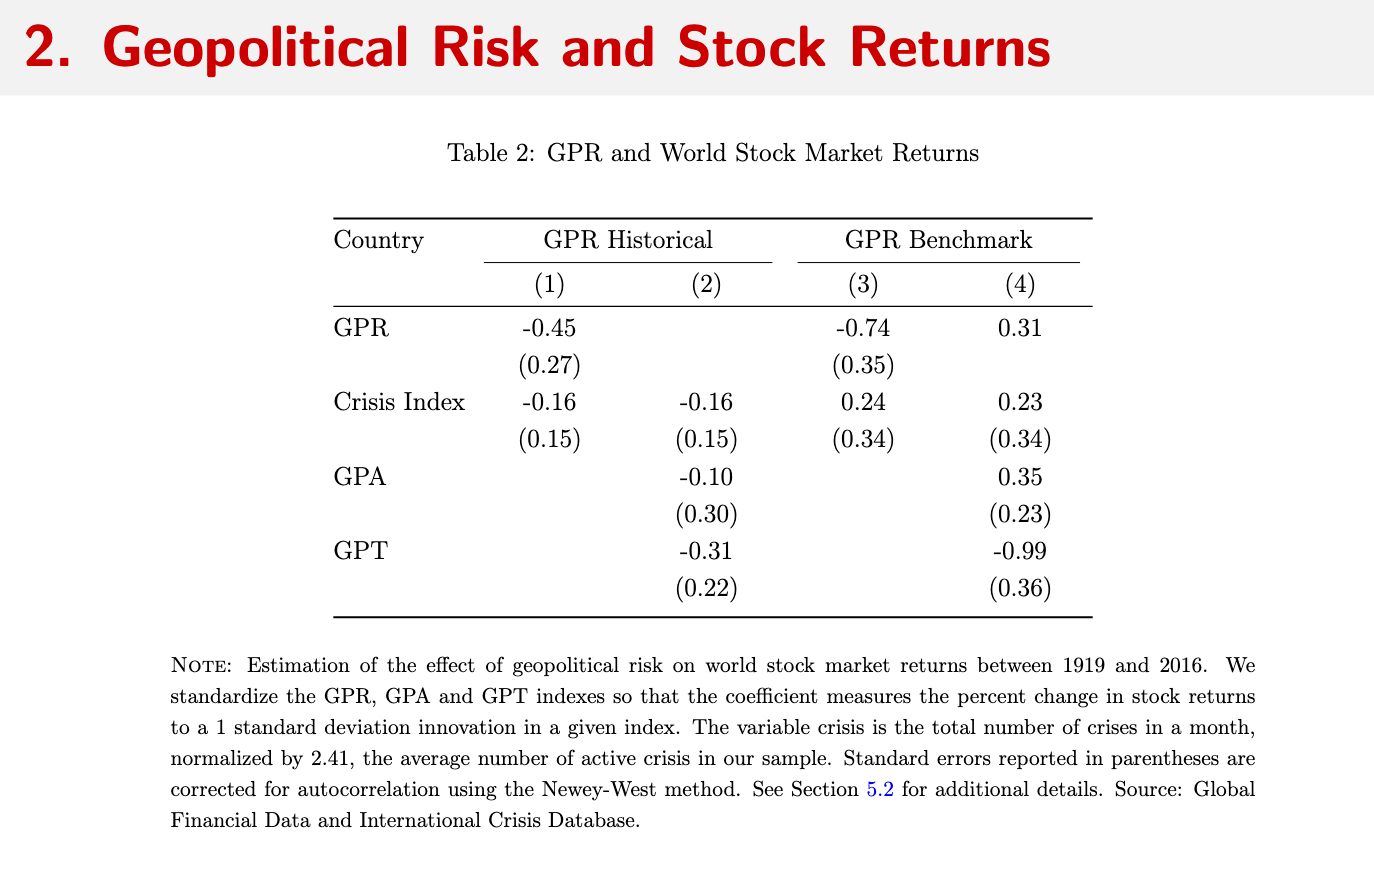 2. Geopolitical Risk and Stock Returns
Table 2: GPR and World Stock Market Returns
Country GPR Historical GPR Benchmark
(1) (2) (3) (4)
GPR -0.45 -0.74 0.31
(0.27) (0.35)
Crisis Index -0.16 -0.16 0.24 0.23
(0.15) (0.15) (0.34) (0.34)
GPA -0.10 0.35
(0.30) (0.23)
GPT -0.31 -0.99
(0.22) (0.36)
NOTE: Estimation of the effect of geopolitical risk on world stock market returns between 1919 and 2016. We
standardize the GPR, GPA and GPT indexes so that the coefficient measures the percent change in stock returns
to a 1 standard deviation innovation in a given index. The variable crisis is the total number of crises in a month,
normalized by 2.41, the average number of active crisis in our sample. Standard errors reported in parentheses are
corrected for autocorrelation using the Newey-West method. See Section 5.2 for additional details. Source: Global
Financial Data and International Crisis Database.